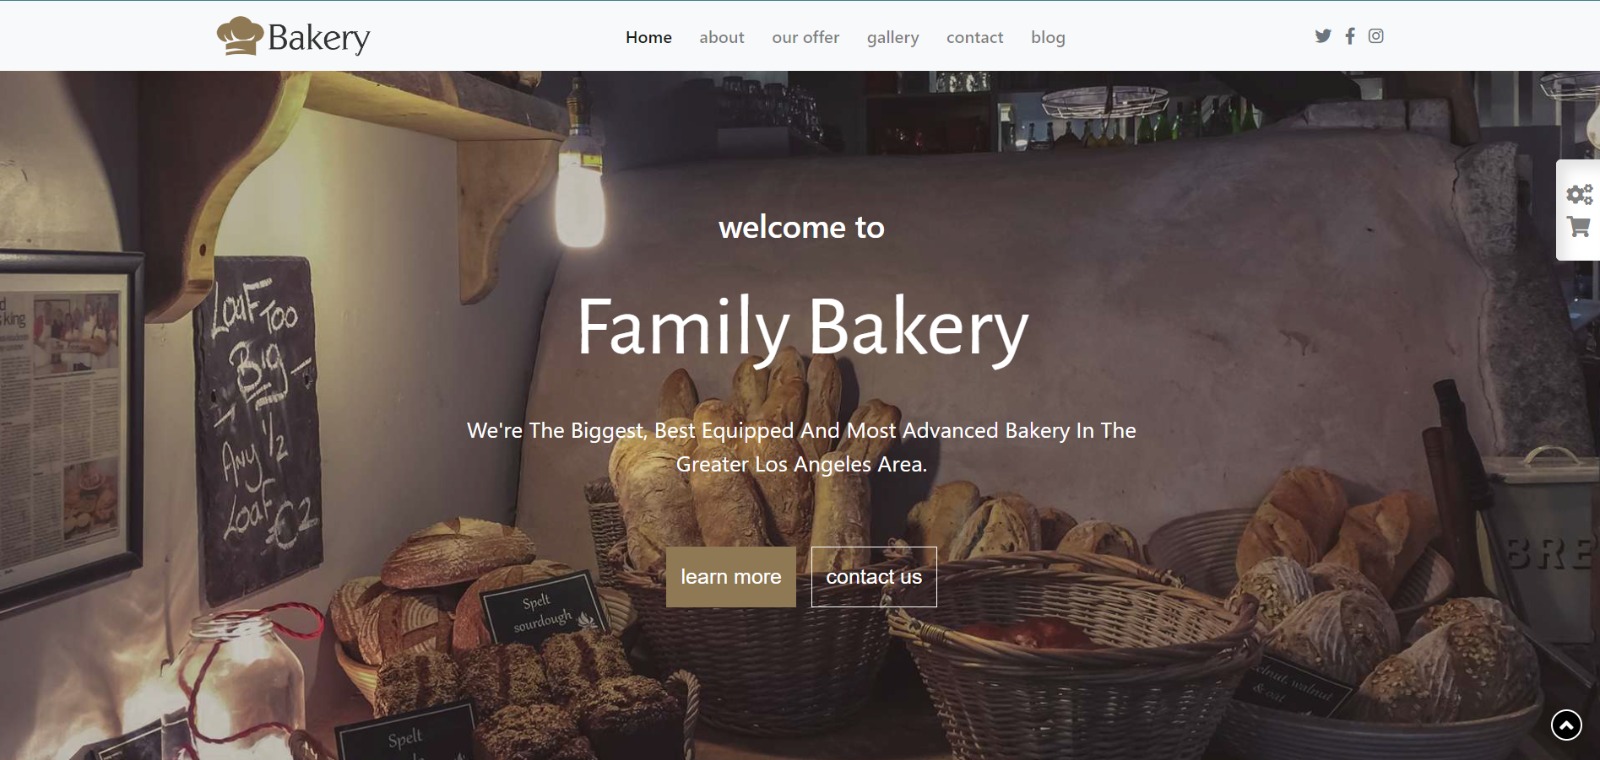 Bakery
Home about our offer gallery contact blog
welcome to
Family Bakery
We're The Biggest, Best Equipped And Most Advanced Bakery In The
Greater Los Angeles Area.
learn more contact us
LoaF Too
Big
Any 1/2
LoaF €2
king
Spelt
sourdough
Spelt
walnut
& oat
BRE